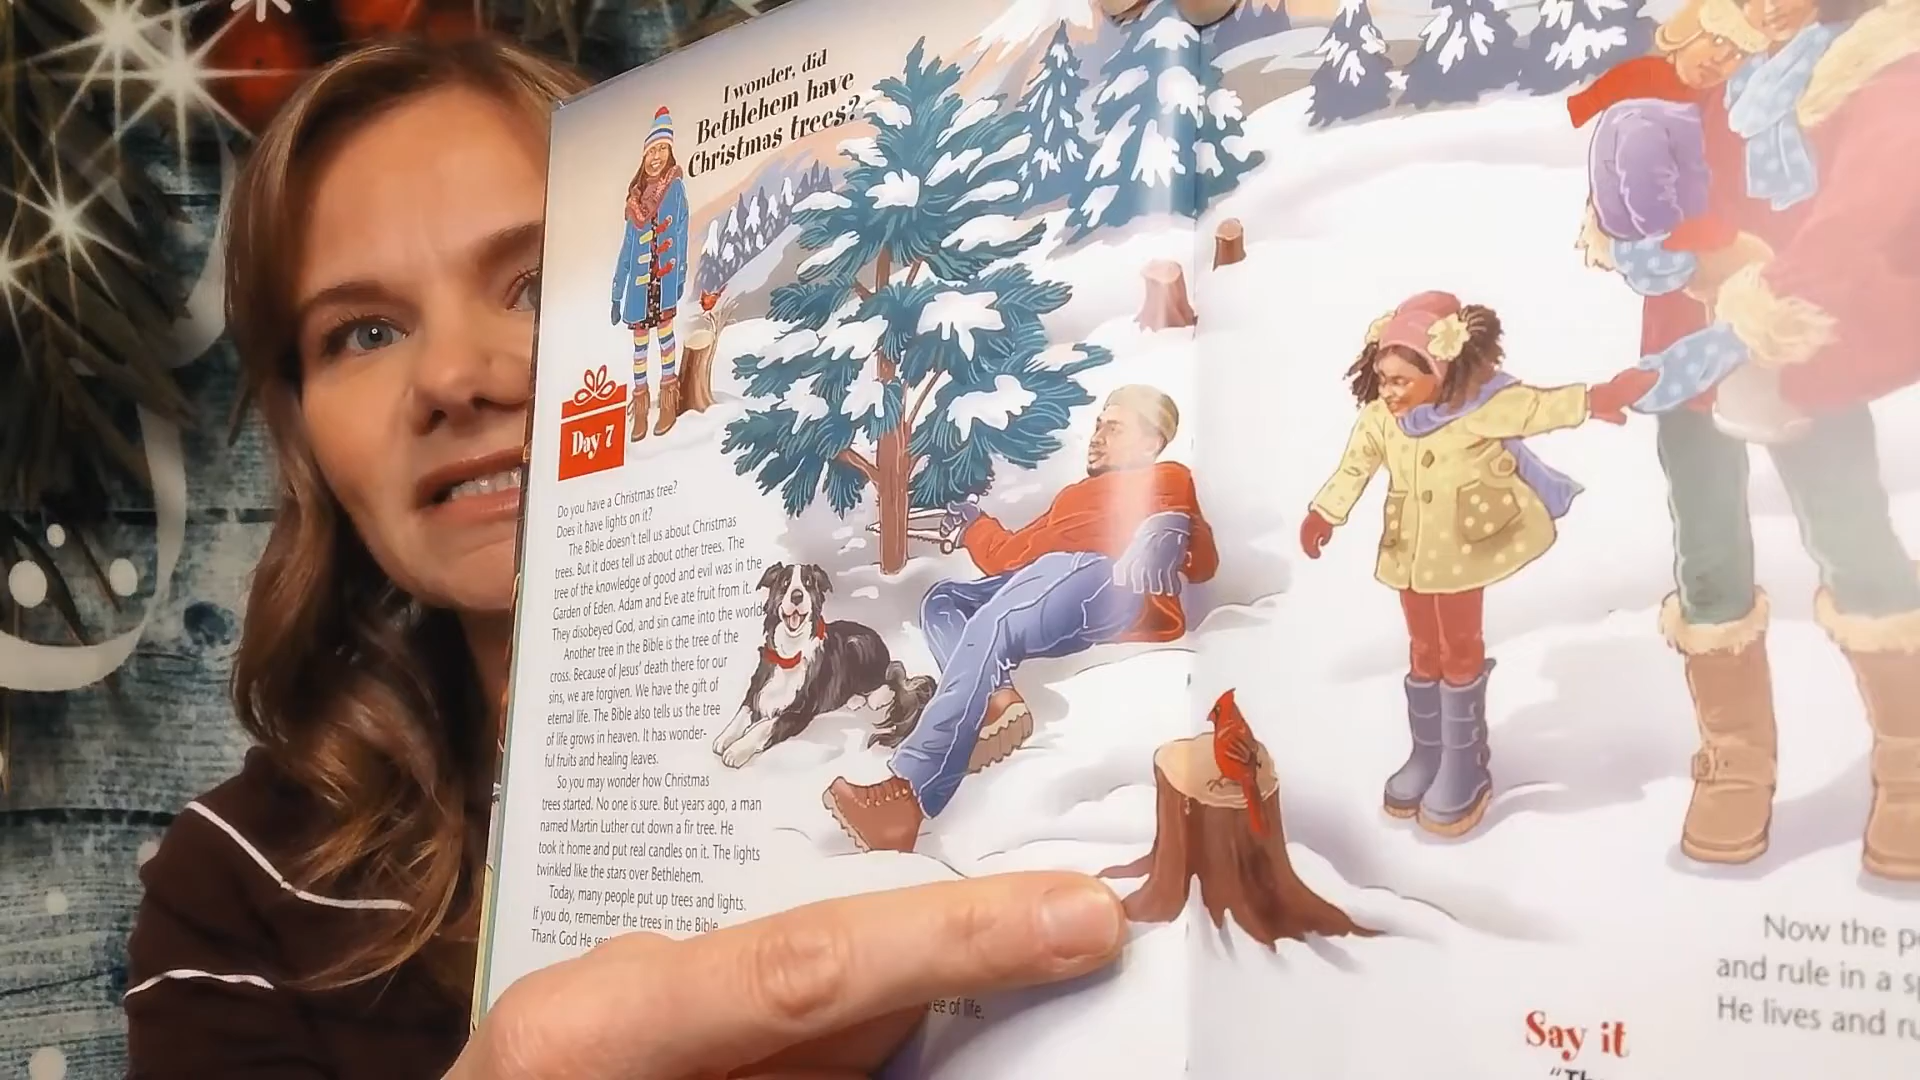 I wonder, did
Bethlehem have
Christmas trees?
Day 7
Do you have a Christmas tree?
Does it have lights on it?
The Bible doesn't tell us about Christmas
trees. But it does tell us about other trees. The
tree of the knowledge of good and evil was in the
Garden of Eden. Adam and Eve ate fruit from it.
They disobeyed God, and sin came into the world.
Another tree in the Bible is the tree of the
cross. Because of Jesus' death there for our
sins, we are forgiven. We have the gift of
eternal life. The Bible also tells us the tree
of life grows in heaven. It has wonder-
ful fruits and healing leaves.
So you may wonder how Christmas
trees started. No one is sure. But years ago, a man
named Martin Luther cut down a fir tree. He
took it home and put real candles on it. The lights
twinkled like the stars over Bethlehem.
Today, many people put up trees and lights.
If you do, remember the trees in the Bible.
Thank God He
of life.
Now the
and rule in a
He lives and
Say it